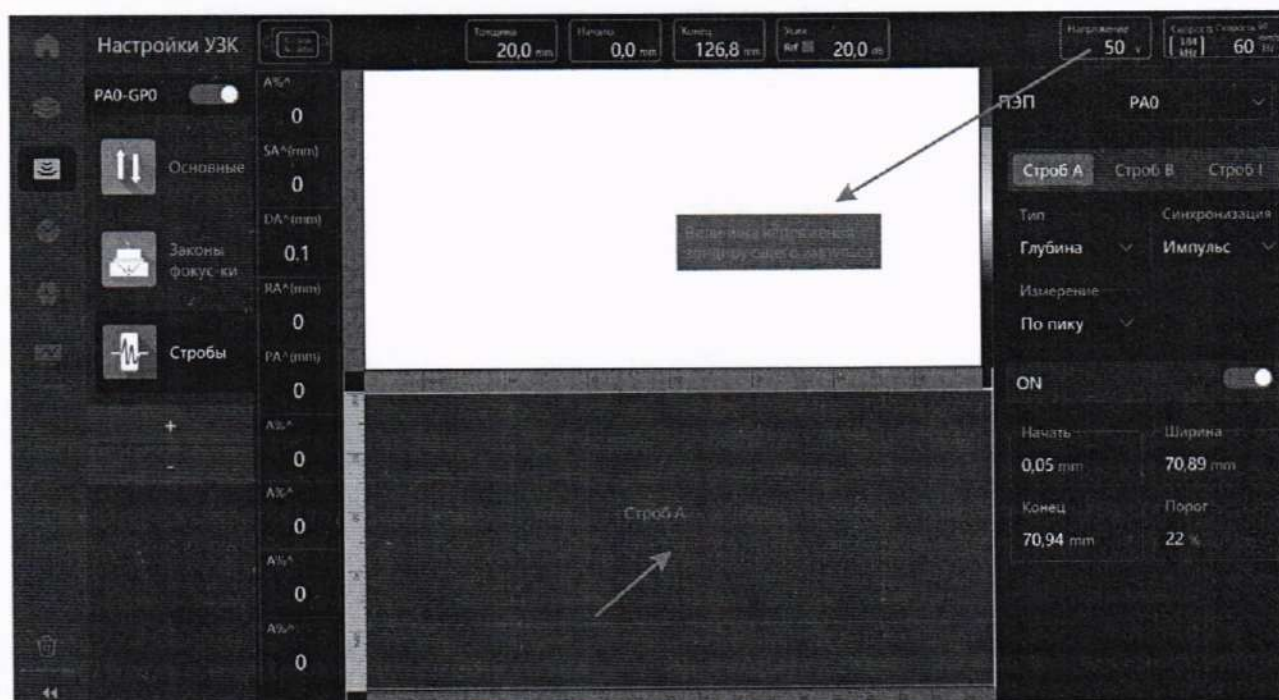 Настройки УЗК
Толщина
20,0 mm
Начало
0,0 mm
Конец
126,8 mm
Усил
Ref
20,0 dB
Напряжение
50 v
Скорость
60
PA0-GP0
Основные
Законы
фокус-ки
Стробы
+
-
A%^
0
SA^(mm)
0
DA^(mm)
0.1
RA^(mm)
0
PA^(mm)
0
A%^
0
A%^
0
A%^
0
A%^
0
Строб A
ПЭП
PA0
Строб A
Строб B
Строб I
Тип
Глубина
Синхронизация
Импульс
Измерение
По пику
ON
Начать
0,05 mm
Ширина
70,89 mm
Конец
70,94 mm
Порог
22 %